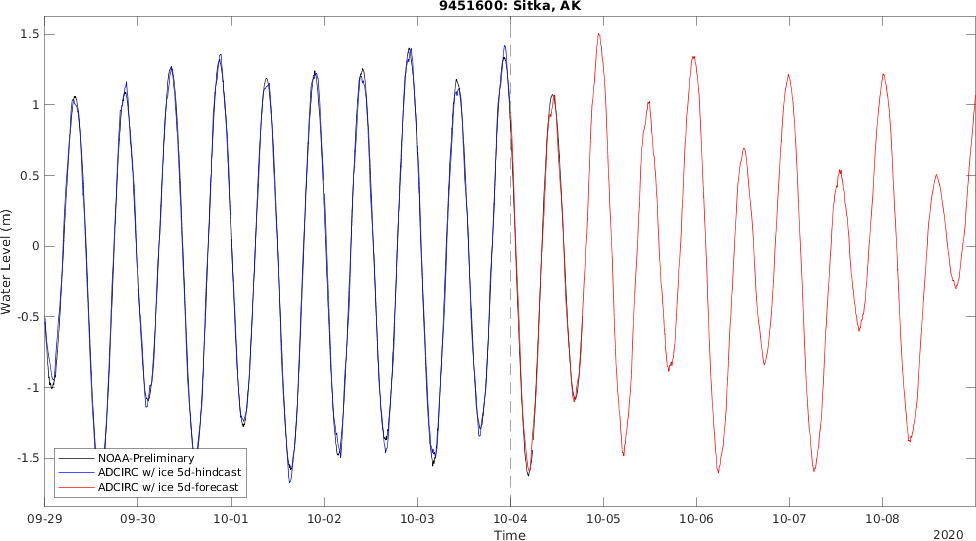 9451600: Sitka, AK
Water Level (m)
1.5
1
0.5
0
-0.5
-1
-1.5
NOAA-Preliminary
ADCIRC w/ ice 5d-hindcast
ADCIRC w/ ice 5d-forecast
09-29 09-30 10-01 10-02 10-03 10-04 10-05 10-06 10-07 10-08
Time
2020